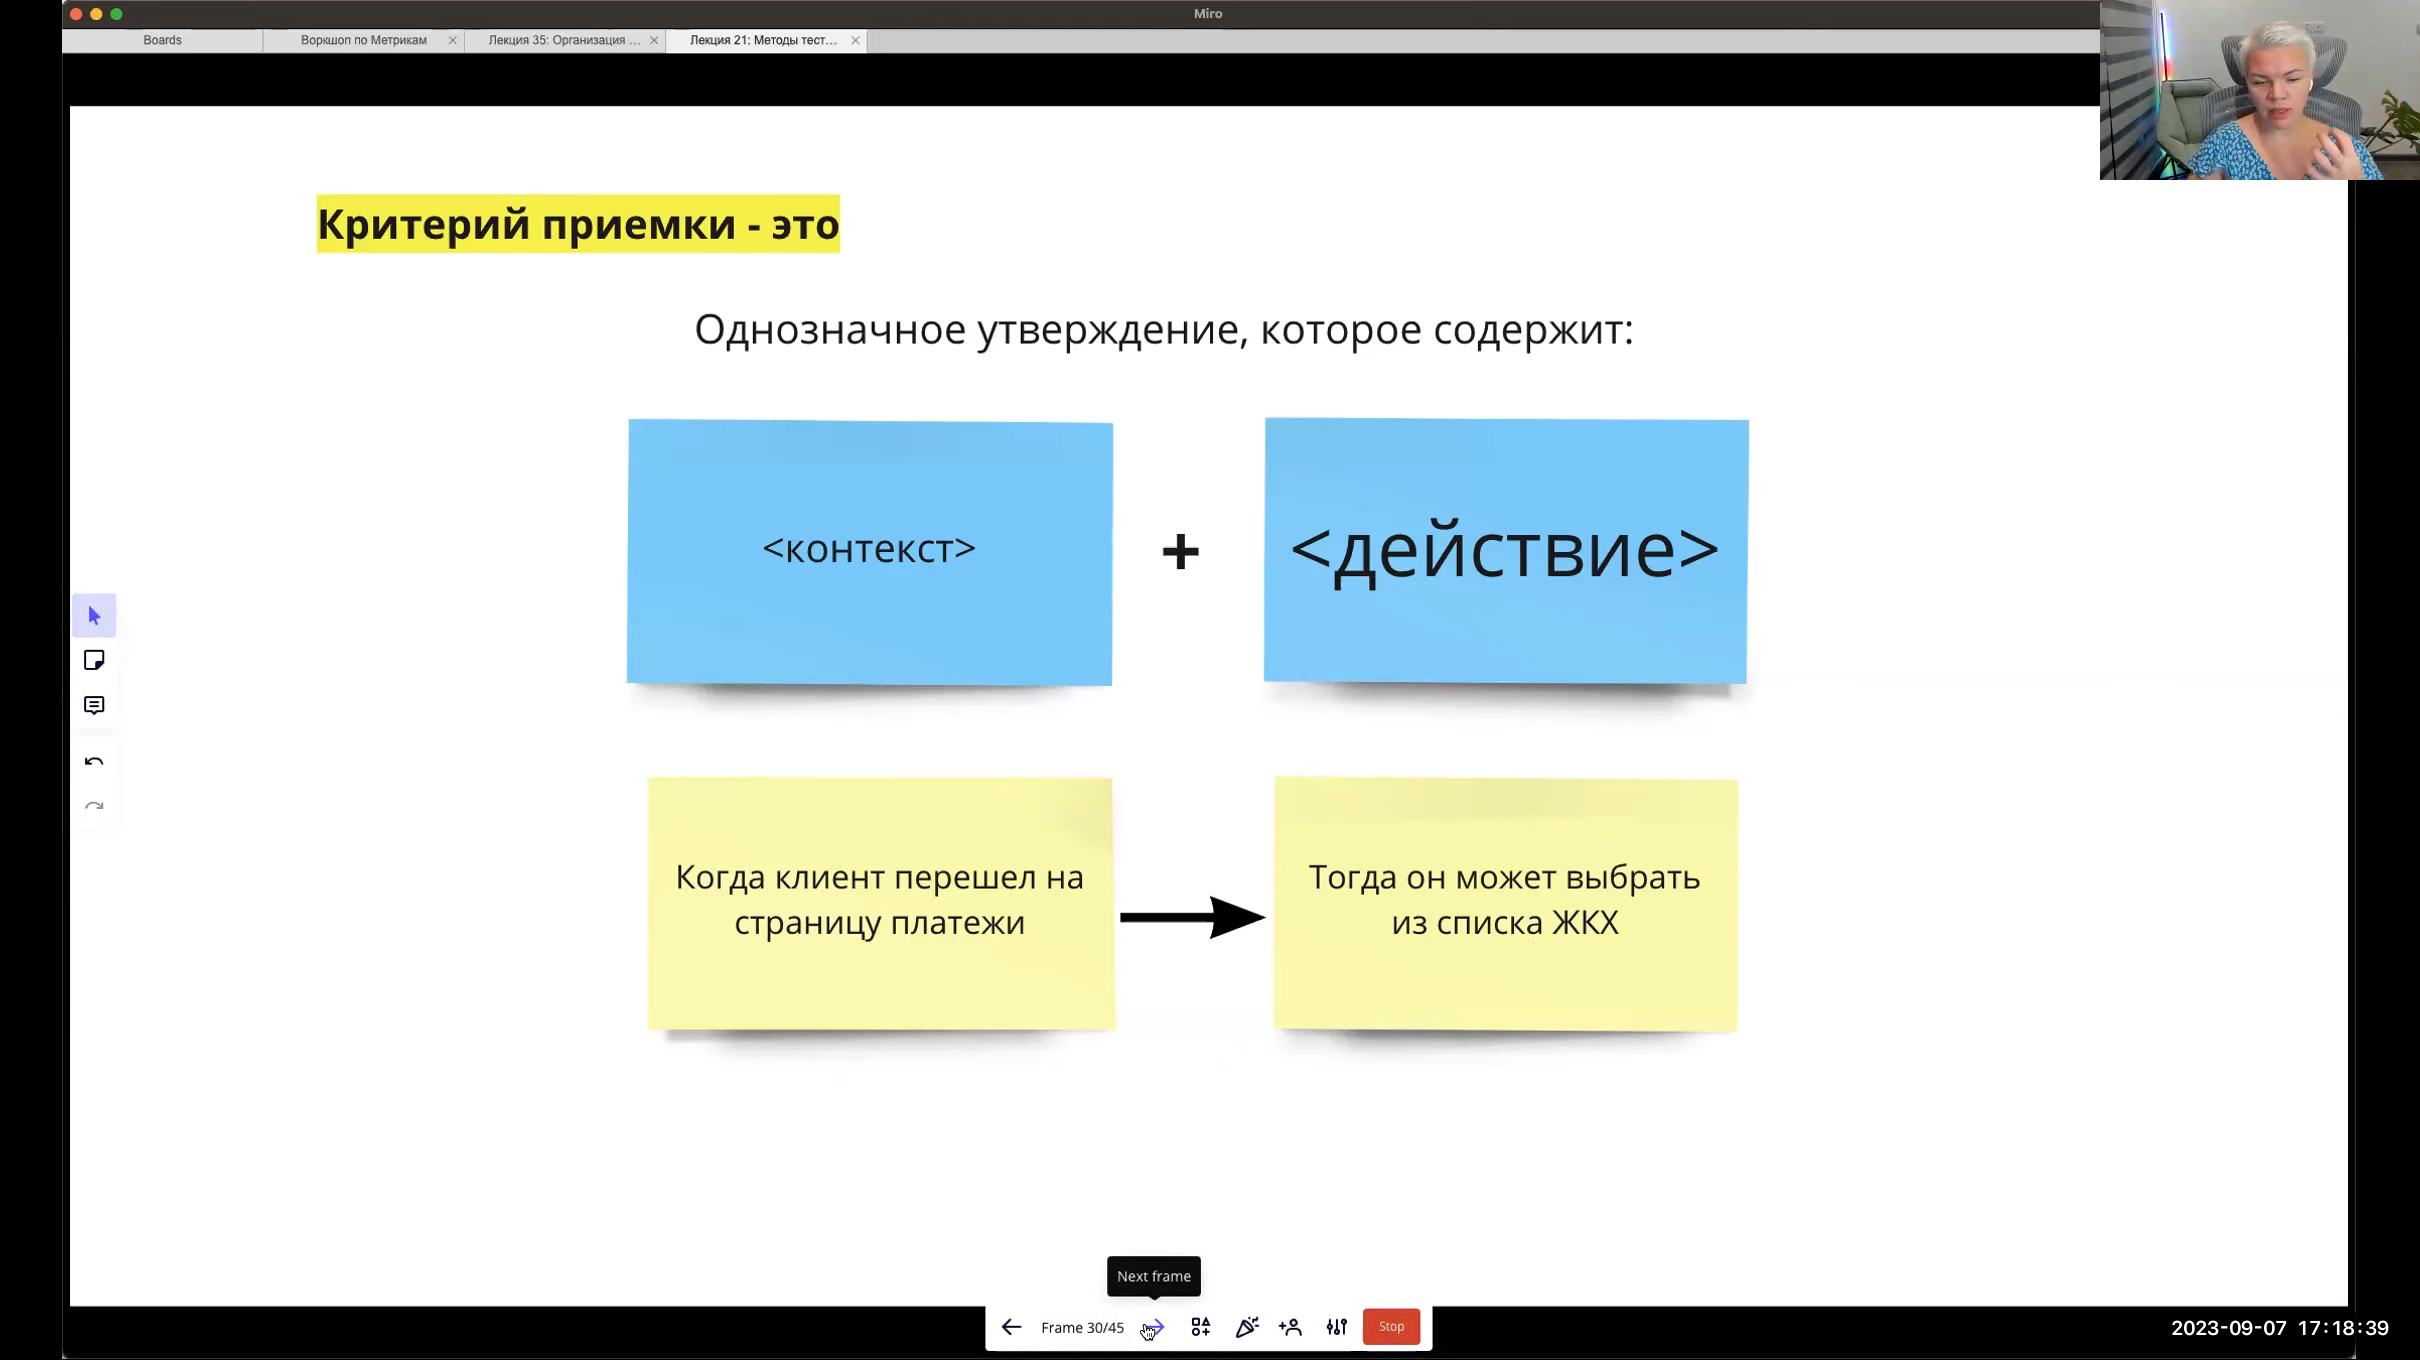 Miro
Boards
Воркшоп по Метрикам
Лекция 35: Организация ...
Лекция 21: Методы тест...
Критерий приемки - это
Однозначное утверждение, которое содержит:
<контекст>
+
<действие>
Когда клиент перешел на
страницу платежи
Тогда он может выбрать
из списка ЖКХ
Next frame
Frame 30/45
Stop
2023-09-07 17:18:39